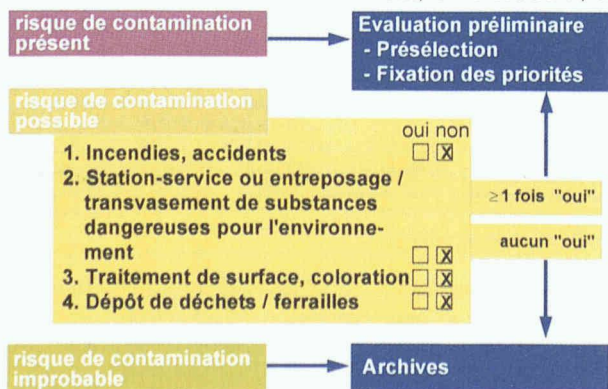 risque de contamination
présent
Evaluation préliminaire
- Présélection
- Fixation des priorités
risque de contamination
possible
oui non
1. Incendies, accidents
2. Station-service ou entreposage /
transvasement de substances
dangereuses pour l'environne-
ment
3. Traitement de surface, coloration
4. Dépôt de déchets / ferrailles
≥1 fois "oui"
aucun "oui"
risque de contamination
improbable
Archives